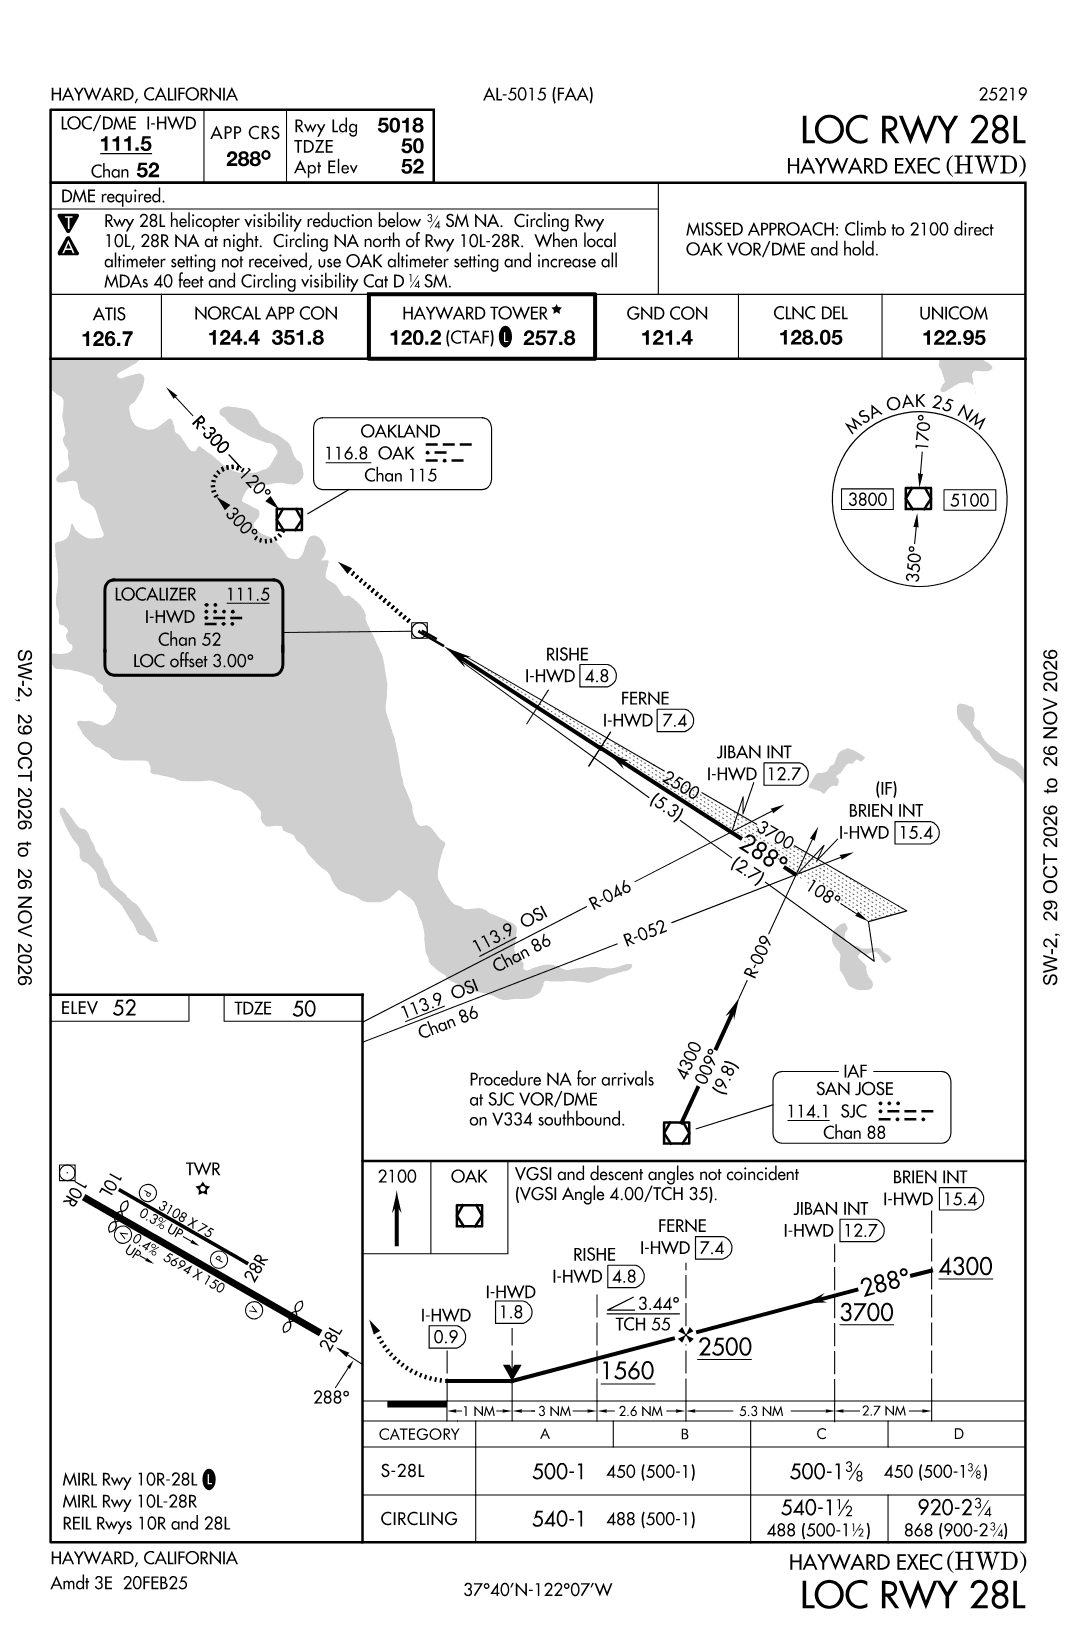 HAYWARD, CALIFORNIA
AL-5015 (FAA)
25219
LOC/DME I-HWD
111.5
Chan 52
APP CRS
288°
Rwy Ldg 5018
TDZE 50
Apt Elev 52
LOC RWY 28L
HAYWARD EXEC (HWD)
DME required.
T
A
Rwy 28L helicopter visibility reduction below ¾ SM NA. Circling Rwy
10L, 28R NA at night. Circling NA north of Rwy 10L-28R. When local
altimeter setting not received, use OAK altimeter setting and increase all
MDAs 40 feet and Circling visibility Cat D ¼ SM.
MISSED APPROACH: Climb to 2100 direct
OAK VOR/DME and hold.
ATIS
126.7
NORCAL APP CON
124.4 351.8
HAYWARD TOWER★
120.2 (CTAF) L 257.8
GND CON
121.4
CLNC DEL
128.05
UNICOM
122.95
R-300
120°
300°
OAKLAND
116.8 OAK
Chan 115
MSA OAK 25 NM
170°
3800
5100
350°
LOCALIZER 111.5
I-HWD
Chan 52
LOC offset 3.00°
RISHE
I-HWD 4.8
FERNE
I-HWD 7.4
JIBAN INT
I-HWD 12.7
(IF)
BRIEN INT
I-HWD 15.4
2500
(5.3)
3700
288°
(2.7)
108°
R-046
113.9 OSI
Chan 86
R-052
113.9 OSI
Chan 86
R-009
4300
009°
(9.8)
Procedure NA for arrivals
at SJC VOR/DME
on V334 southbound.
IAF
SAN JOSE
114.1 SJC
Chan 88
SW-2, 29 OCT 2026 to 26 NOV 2026
SW-2, 29 OCT 2026 to 26 NOV 2026
ELEV 52
TDZE 50
TWR
10L
10R
P
3108 X 75
0.3% UP
V
0.4%
UP
5694 X 150
P
28R
V
28L
288°
MIRL Rwy 10R-28L L
MIRL Rwy 10L-28R
REIL Rwys 10R and 28L
2100
OAK
VGSI and descent angles not coincident
(VGSI Angle 4.00/TCH 35).
BRIEN INT
I-HWD 15.4
JIBAN INT
I-HWD 12.7
FERNE
I-HWD 7.4
RISHE
I-HWD 4.8
I-HWD
1.8
I-HWD
0.9
3.44°
TCH 55
288°
4300
3700
2500
1560
1 NM
3 NM
2.6 NM
5.3 NM
2.7 NM
CATEGORY A B C D
S-28L 500-1 450 (500-1) 500-1⅜ 450 (500-1⅜)
CIRCLING 540-1 488 (500-1) 540-1½ 920-2¾
488 (500-1½) 868 (900-2¾)
HAYWARD, CALIFORNIA
Amdt 3E 20FEB25
37°40'N-122°07'W
HAYWARD EXEC (HWD)
LOC RWY 28L